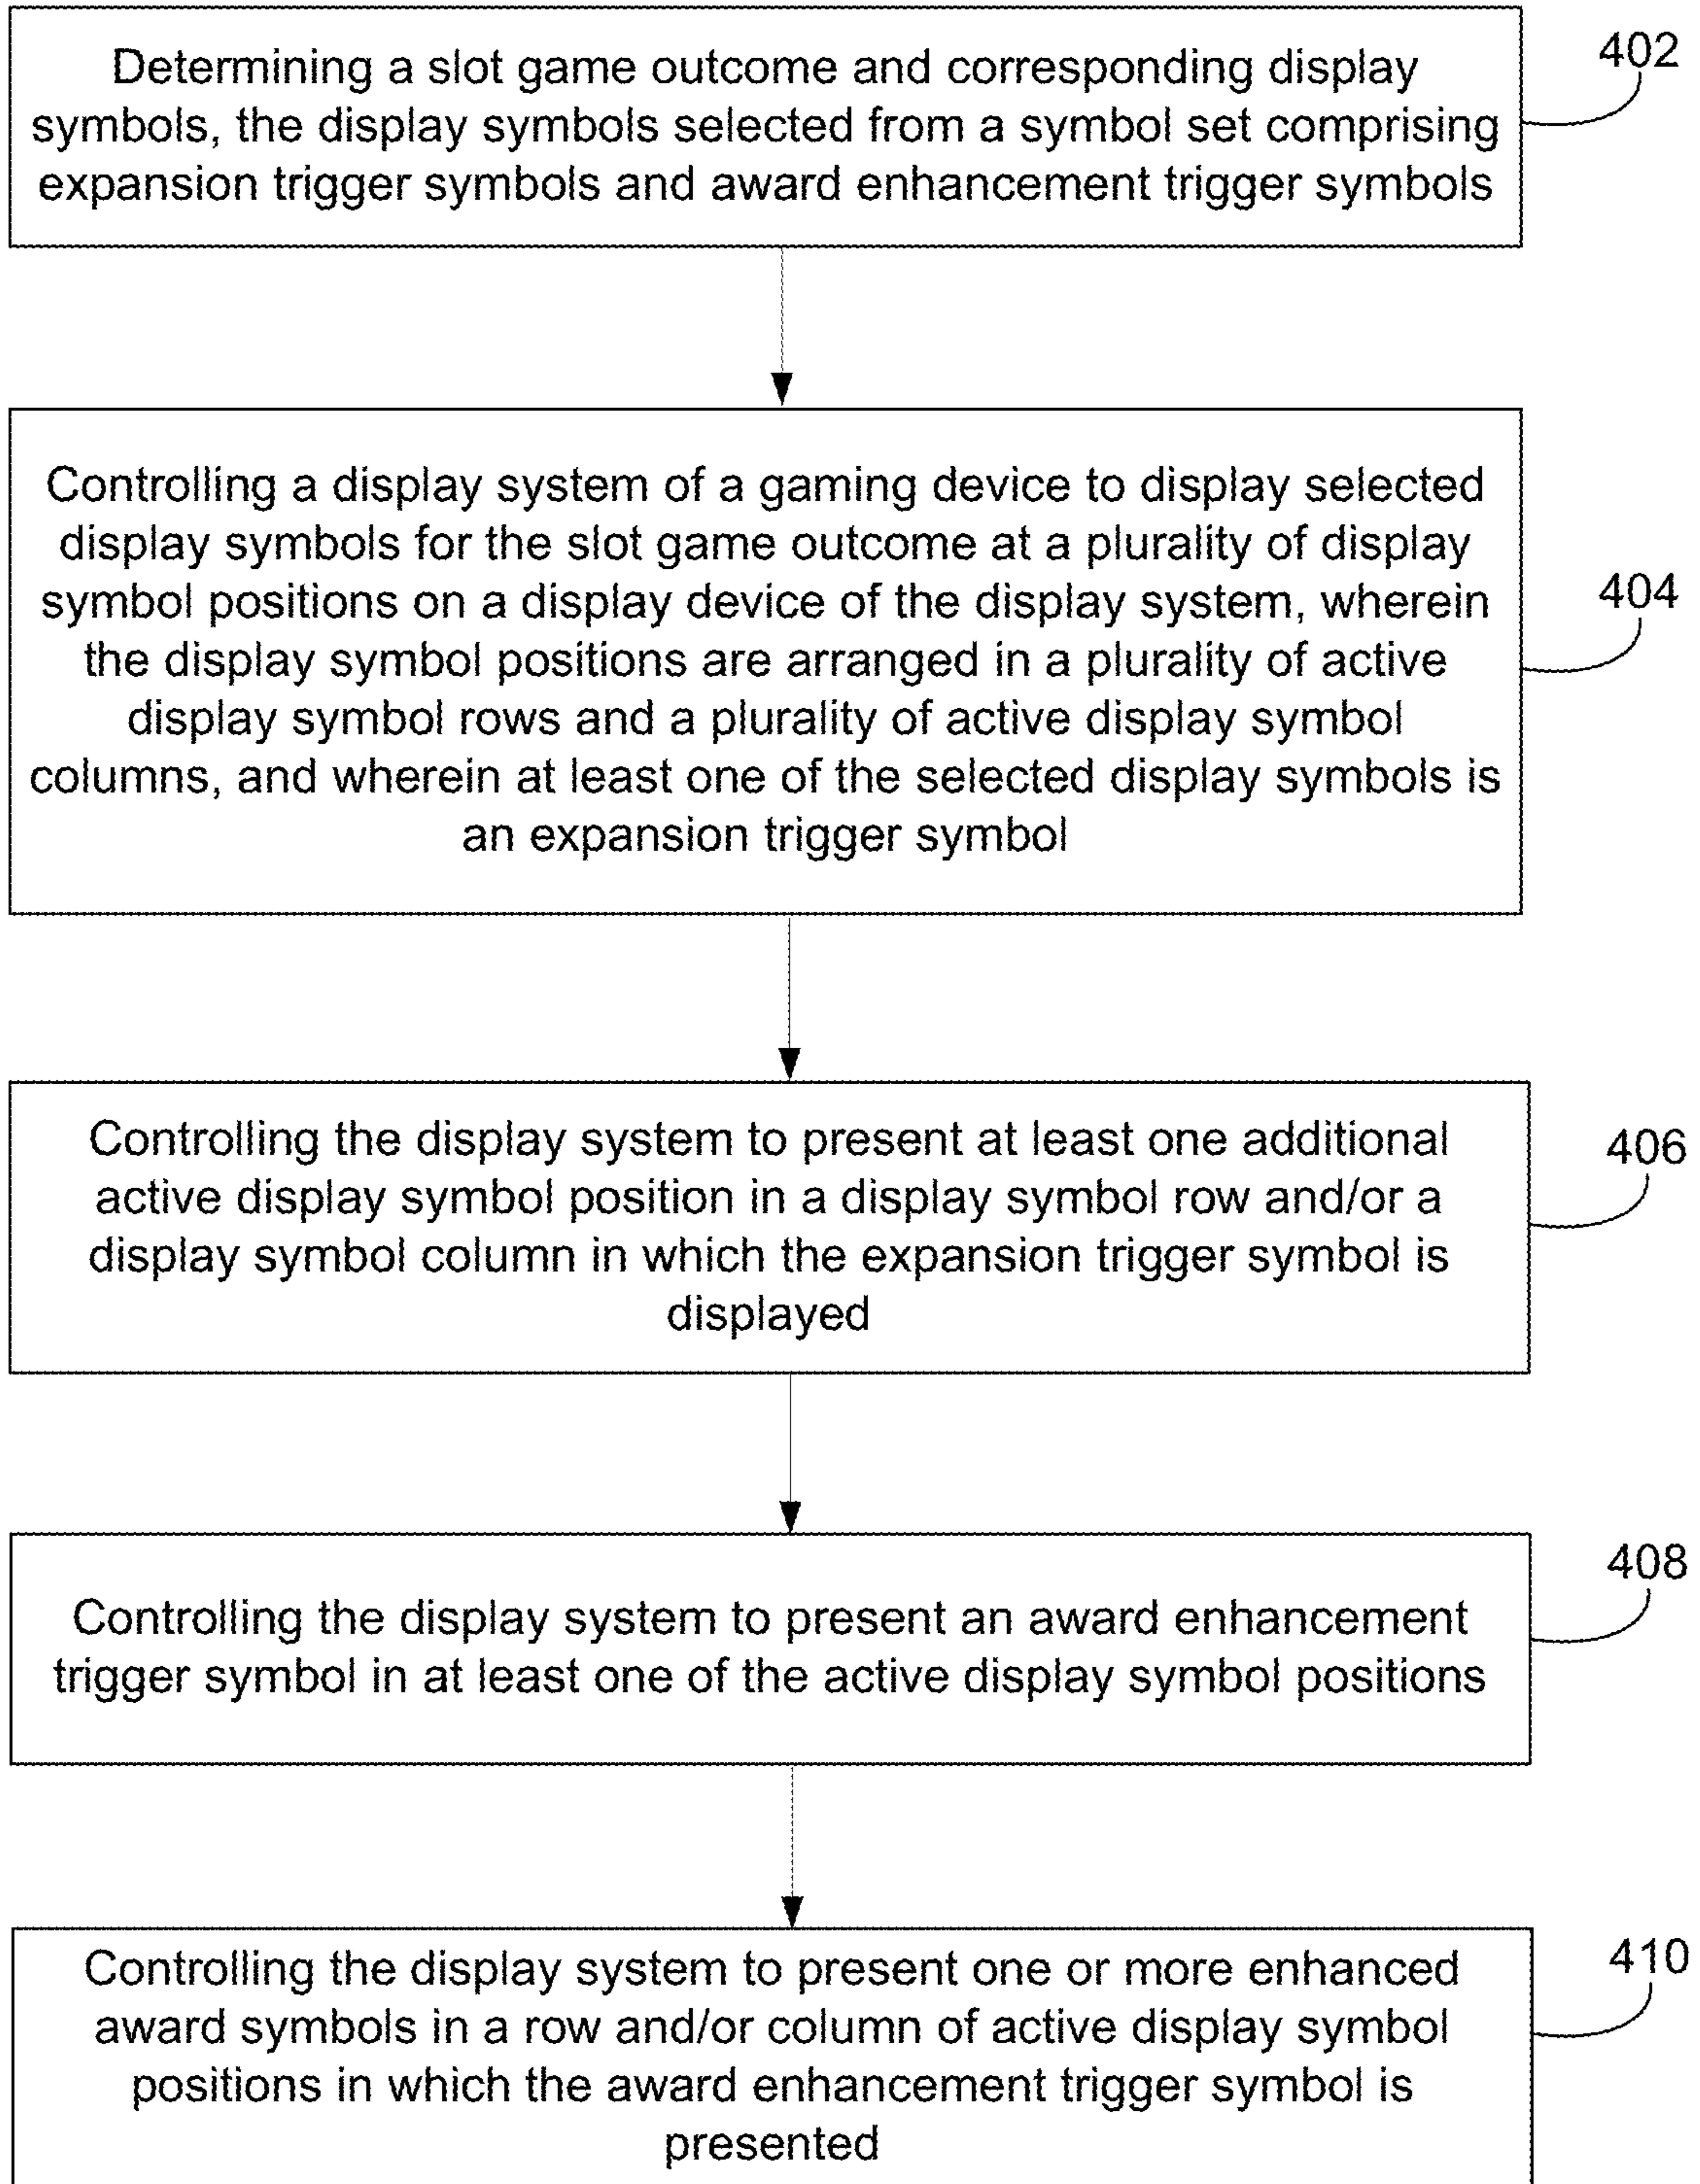 Determining a slot game outcome and corresponding display
symbols, the display symbols selected from a symbol set comprising
expansion trigger symbols and award enhancement trigger symbols
402
Controlling a display system of a gaming device to display selected
display symbols for the slot game outcome at a plurality of display
symbol positions on a display device of the display system, wherein
the display symbol positions are arranged in a plurality of active
display symbol rows and a plurality of active display symbol
columns, and wherein at least one of the selected display symbols is
an expansion trigger symbol
404
Controlling the display system to present at least one additional
active display symbol position in a display symbol row and/or a
display symbol column in which the expansion trigger symbol is
displayed
406
Controlling the display system to present an award enhancement
trigger symbol in at least one of the active display symbol positions
408
Controlling the display system to present one or more enhanced
award symbols in a row and/or column of active display symbol
positions in which the award enhancement trigger symbol is
presented
410